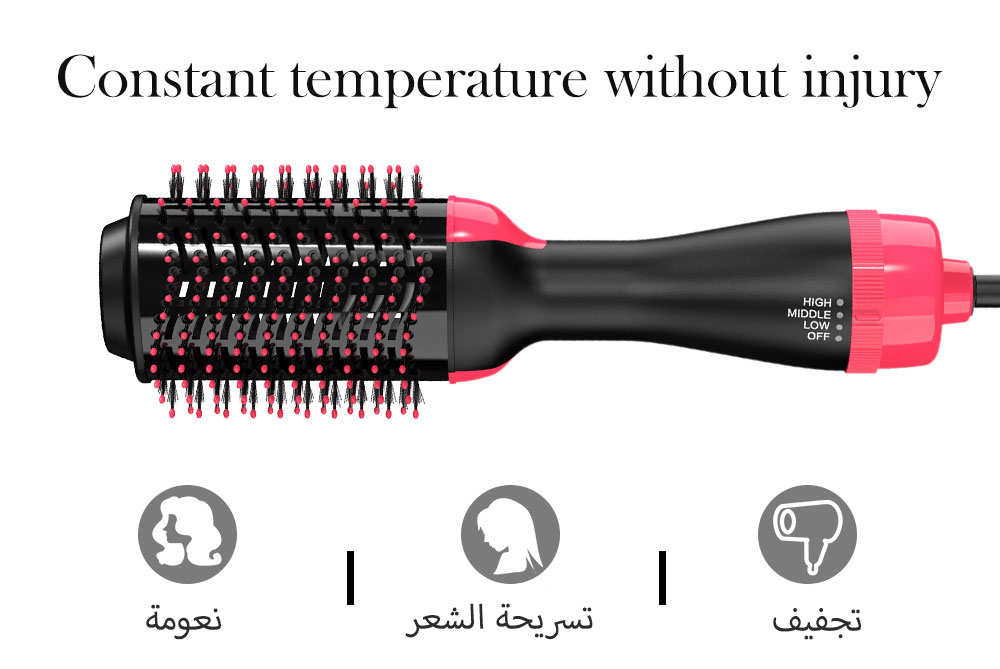 Constant temperature without injury
HIGH
MIDDLE
LOW
OFF
تجفيف
تسريحة الشعر
نعومة